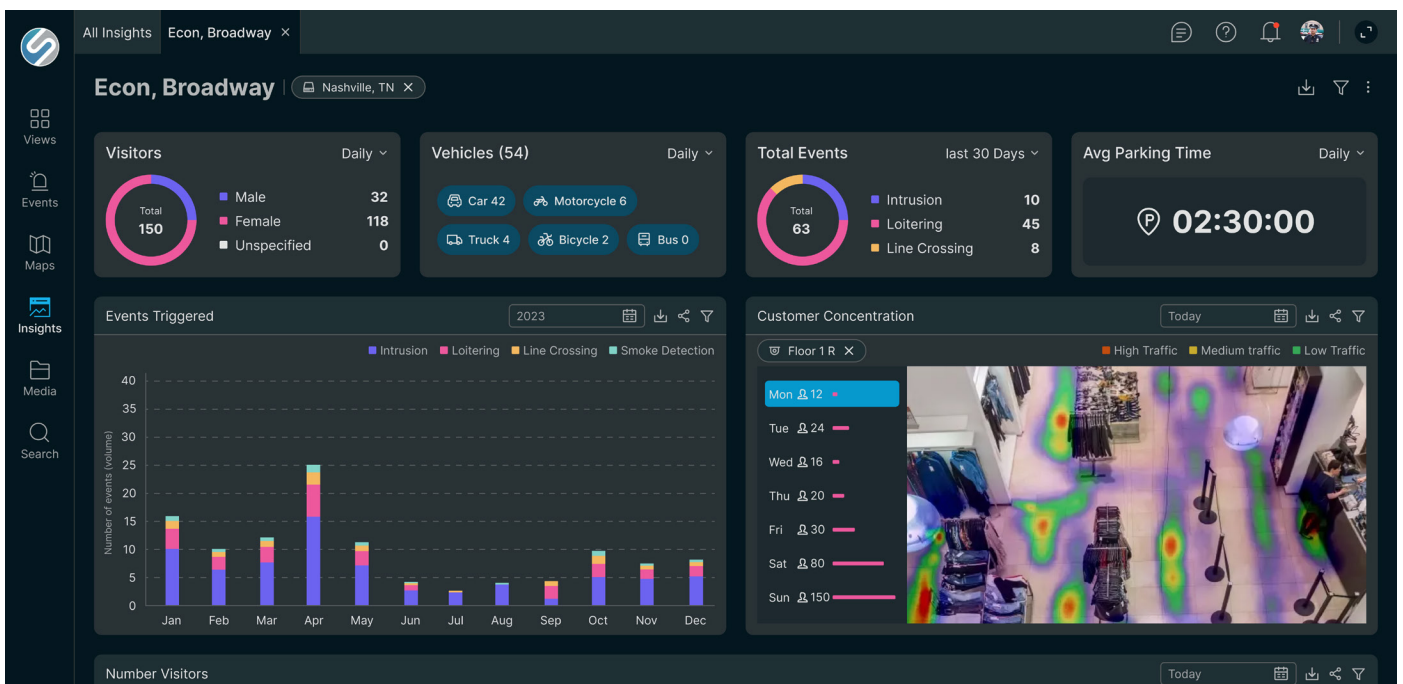 All Insights Econ, Broadway ×
Econ, Broadway Nashville, TN ×
Views
Events
Maps
Insights
Media
Search
Visitors Daily
Total
150
Male 32
Female 118
Unspecified 0
Vehicles (54) Daily
Car 42 Motorcycle 6
Truck 4 Bicycle 2 Bus 0
Total Events last 30 Days
Total
63
Intrusion 10
Loitering 45
Line Crossing 8
Avg Parking Time Daily
P 02:30:00
Events Triggered 2023
Intrusion Loitering Line Crossing Smoke Detection
Number of events (volume)
40
35
30
25
20
15
10
5
0
Jan Feb Mar Apr May Jun Jul Aug Sep Oct Nov Dec
Customer Concentration Today
Floor 1 R ×
High Traffic Medium traffic Low Traffic
Mon 12
Tue 24
Wed 16
Thu 20
Fri 30
Sat 80
Sun 150
Number Visitors Today